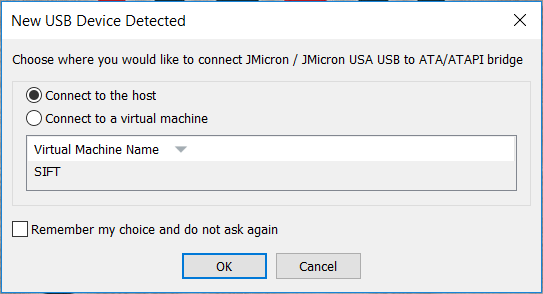 New USB Device Detected
Choose where you would like to connect JMicron / JMicron USA USB to ATA/ATAPI bridge
Connect to the host
Connect to a virtual machine
Virtual Machine Name
SIFT
Remember my choice and do not ask again
OK Cancel